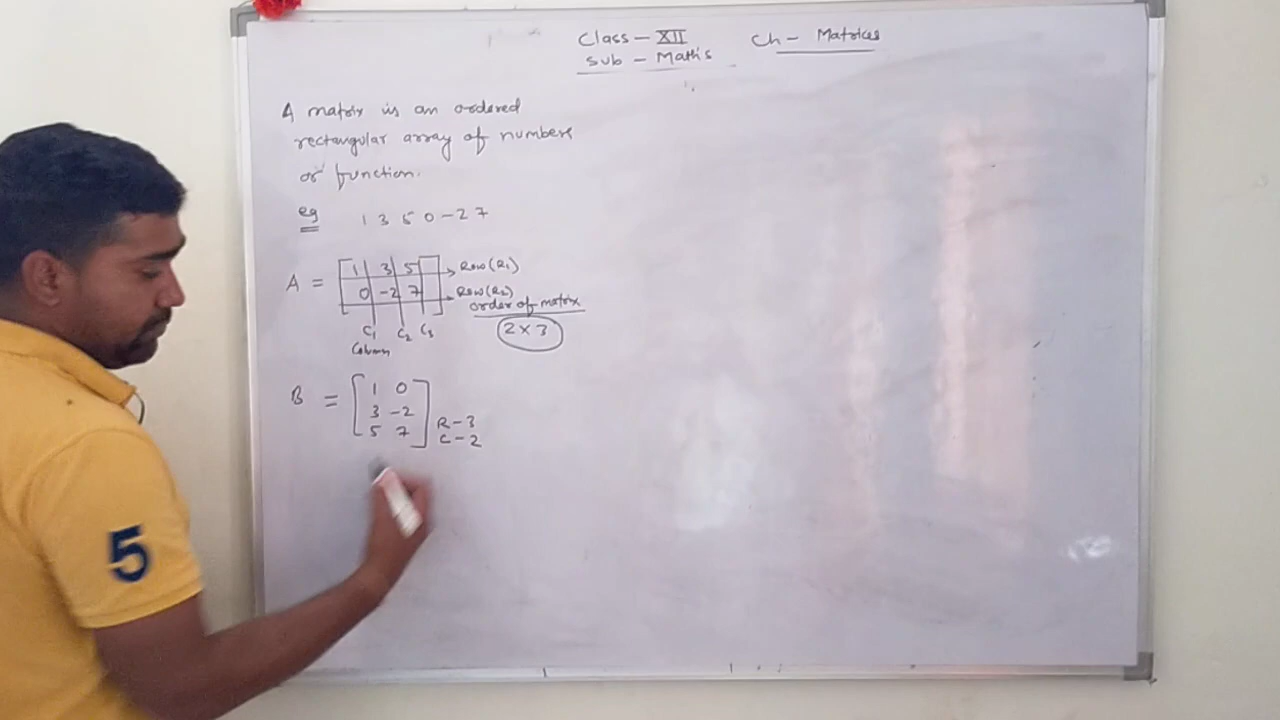 Class - XII Ch - Matrices
Sub - Maths
A matrix is an ordered
rectangular array of numbers
or function.
eg 1 3 5 0 -2 7
A = [ 1 3 5 ] → Row (R1)
[ 0 -2 7 ] → Row (R2)
order of matrix
C1 C2 C3 2 × 3
Column
B = [ 1 0 ]
[ 3 -2 ]
[ 5 7 ] R - 3
C - 2
5